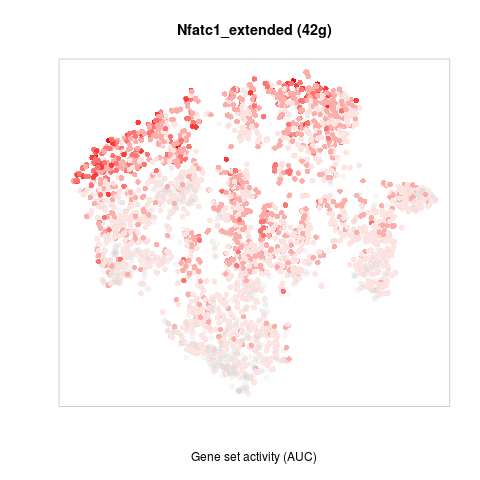 Nfatc1_extended (42g)
Gene set activity (AUC)